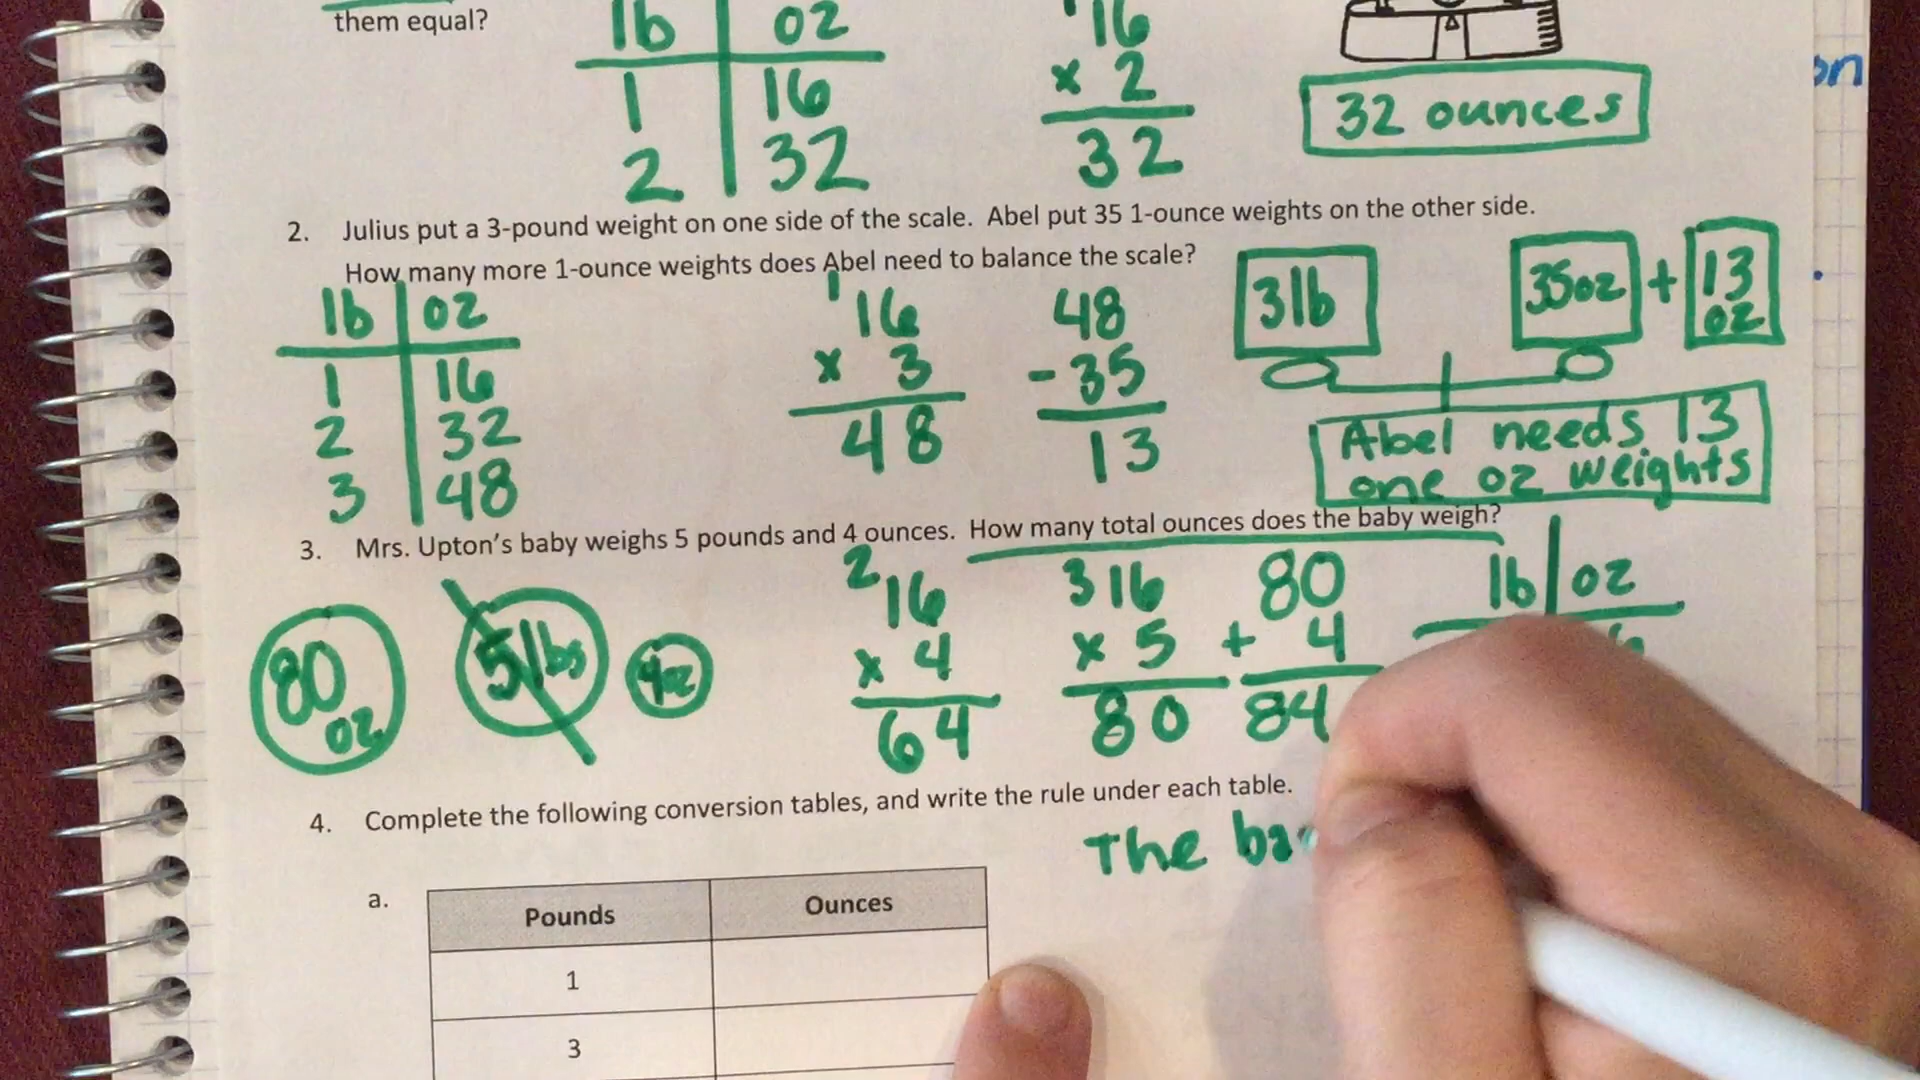 them equal?
lb oz
1 16
2 32
1
16
x 2
32
32 ounces
on
2. Julius put a 3-pound weight on one side of the scale. Abel put 35 1-ounce weights on the other side.
How many more 1-ounce weights does Abel need to balance the scale?
lb oz
1 16
2 32
3 48
1
16
x 3
48
48
-35
13
3lb
35oz + 13
oz
Abel needs 13
one oz weights
3. Mrs. Upton's baby weighs 5 pounds and 4 ounces. How many total ounces does the baby weigh?
80
oz
5lbs
4oz
2
16
x 4
64
3 16
x 5
80
80
+ 4
84
lb oz
4. Complete the following conversion tables, and write the rule under each table.
The ba
a.
Pounds Ounces
1
3